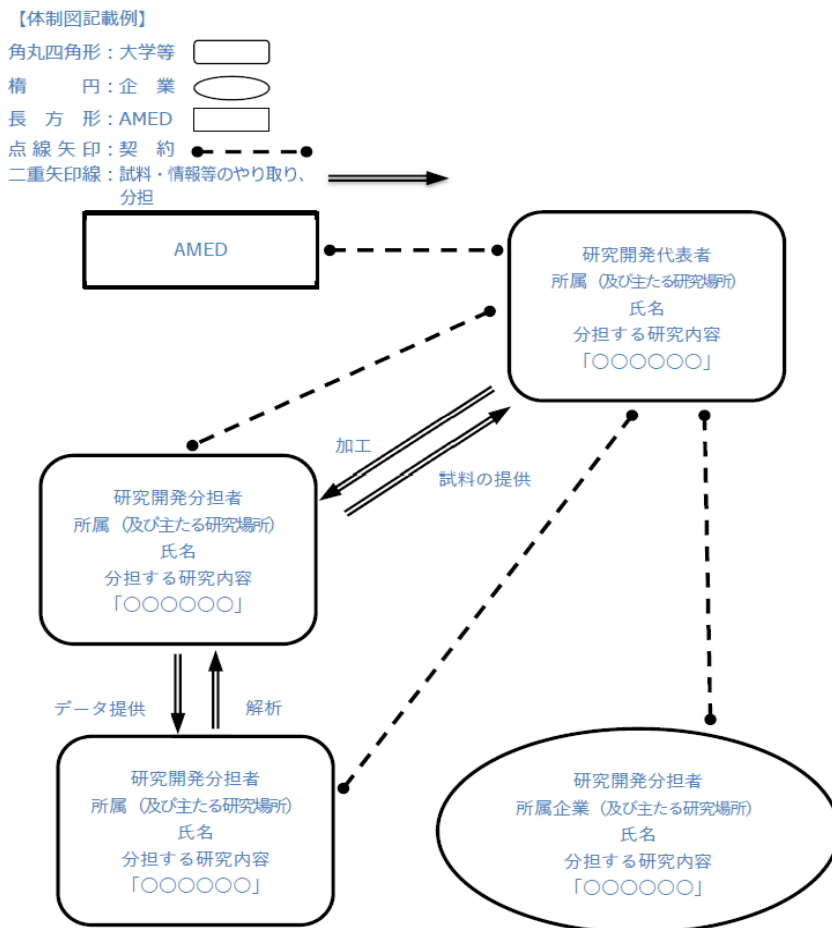 【体制図記載例】
角丸四角形：大学等
楕円：企業
長方形：AMED
点線矢印：契約
二重矢印線：試料・情報等のやり取り、
分担
AMED
研究開発代表者
所属（及び主たる研究場所）
氏名
分担する研究内容
「〇〇〇〇〇〇」
加工
試料の提供
研究開発分担者
所属（及び主たる研究場所）
氏名
分担する研究内容
「〇〇〇〇〇〇」
データ提供
解析
研究開発分担者
所属（及び主たる研究場所）
氏名
分担する研究内容
「〇〇〇〇〇〇」
研究開発分担者
所属企業（及び主たる研究場所）
氏名
分担する研究内容
「〇〇〇〇〇〇」